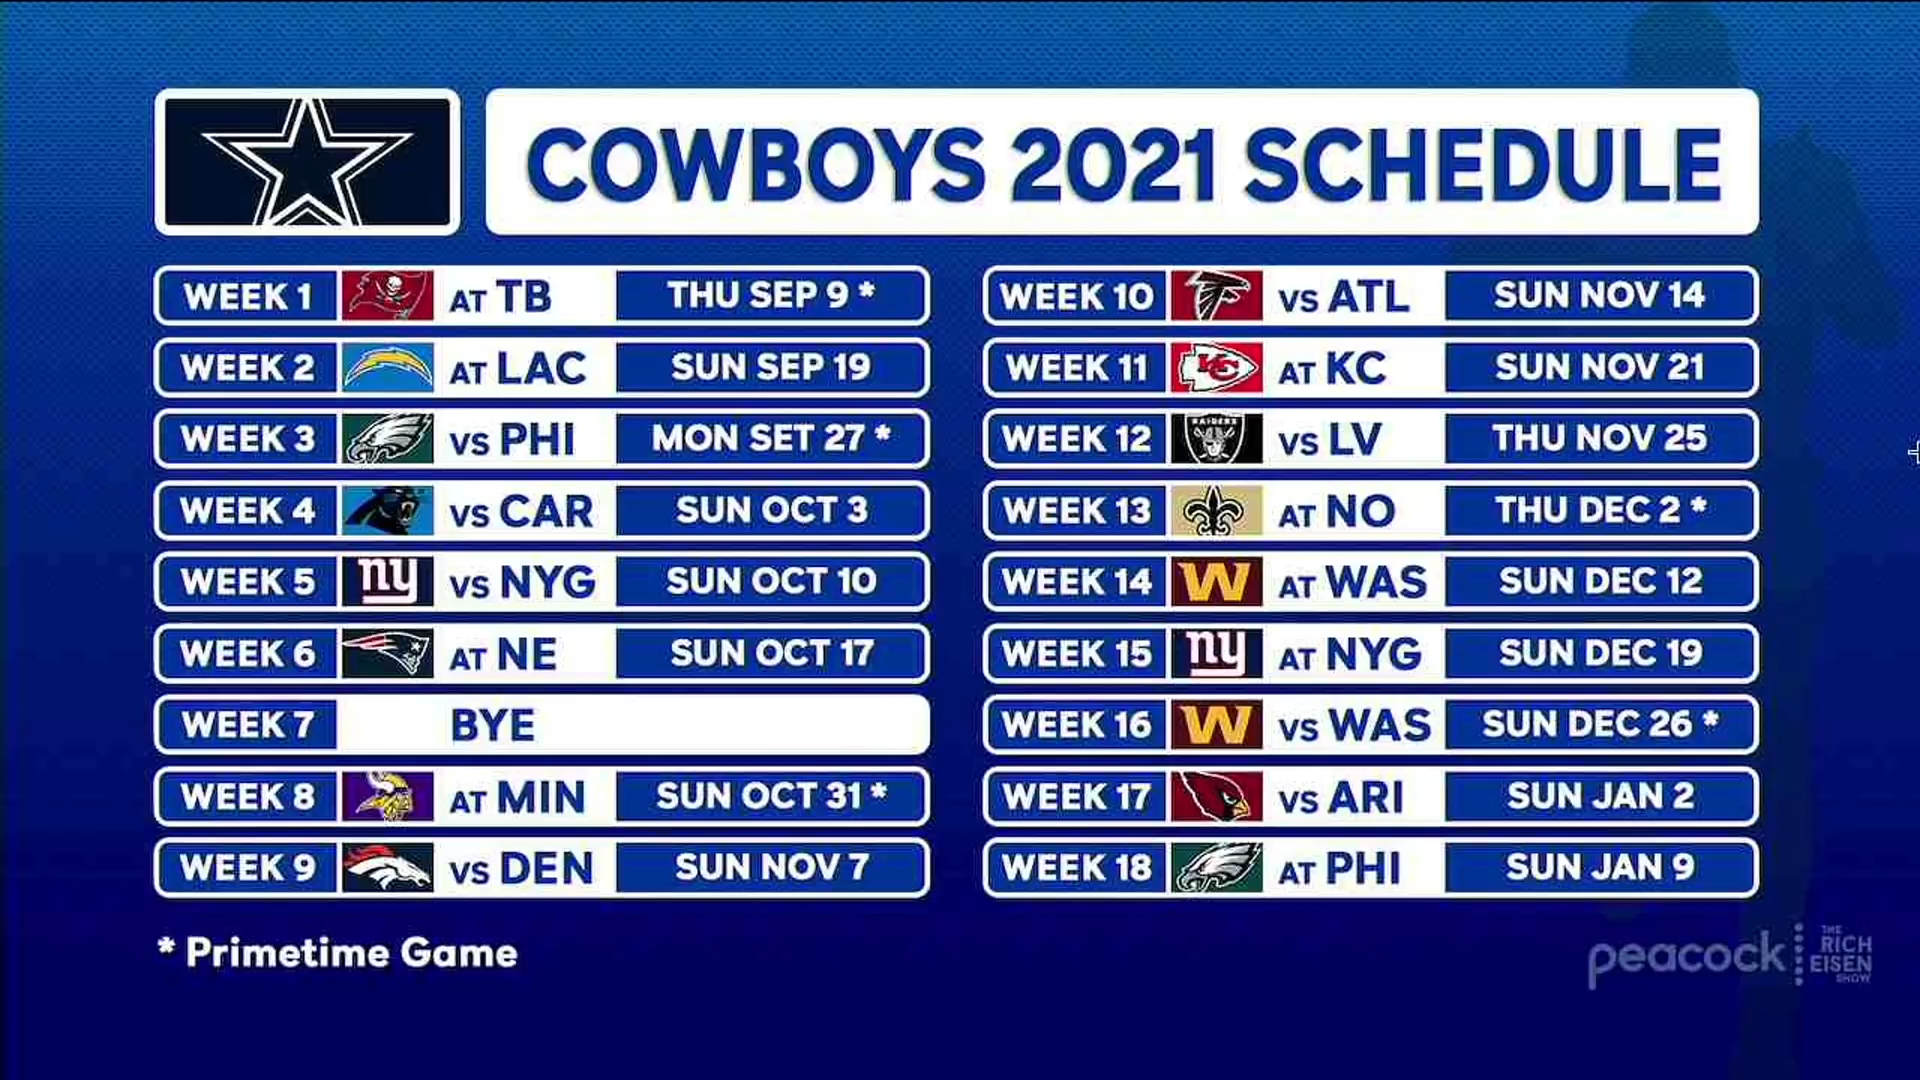 COWBOYS 2021 SCHEDULE
WEEK 1 AT TB THU SEP 9 *
WEEK 2 AT LAC SUN SEP 19
WEEK 3 VS PHI MON SET 27 *
WEEK 4 VS CAR SUN OCT 3
WEEK 5 ny VS NYG SUN OCT 10
WEEK 6 AT NE SUN OCT 17
WEEK 7 BYE
WEEK 8 AT MIN SUN OCT 31 *
WEEK 9 VS DEN SUN NOV 7
WEEK 10 VS ATL SUN NOV 14
WEEK 11 KC AT KC SUN NOV 21
WEEK 12 RAIDERS VS LV THU NOV 25
WEEK 13 AT NO THU DEC 2 *
WEEK 14 W AT WAS SUN DEC 12
WEEK 15 ny AT NYG SUN DEC 19
WEEK 16 W VS WAS SUN DEC 26 *
WEEK 17 VS ARI SUN JAN 2
WEEK 18 AT PHI SUN JAN 9
* Primetime Game
peacock
THE
RICH
EISEN
SHOW